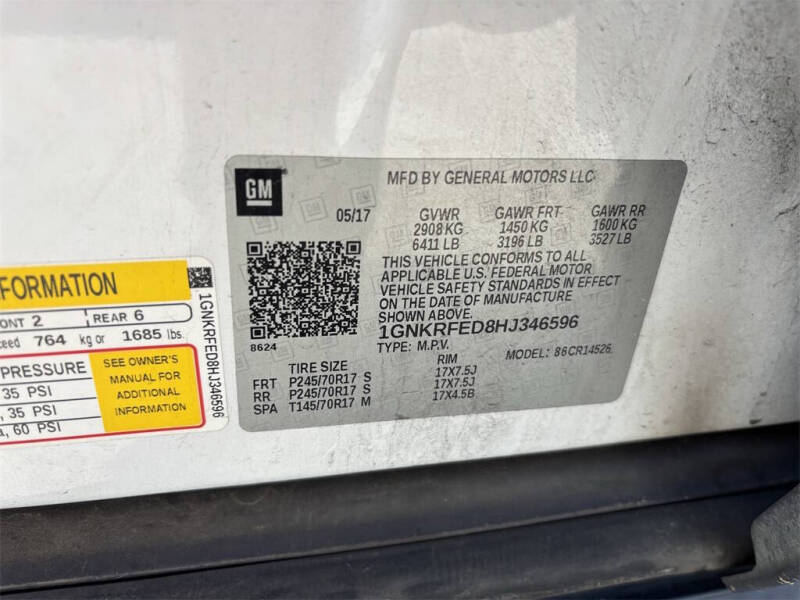 GM
MFD BY GENERAL MOTORS LLC
05/17 GVWR GAWR FRT GAWR RR
2908 KG 1450 KG 1600 KG
6411 LB 3196 LB 3527 LB
THIS VEHICLE CONFORMS TO ALL
APPLICABLE U.S. FEDERAL MOTOR
VEHICLE SAFETY STANDARDS IN EFFECT
ON THE DATE OF MANUFACTURE
SHOWN ABOVE.
1GNKRFED8HJ346596
8624
TYPE: M.P.V. MODEL: 86CR14526
TIRE SIZE RIM
FRT P245/70R17 S 17X7.5J
RR P245/70R17 S 17X7.5J
SPA T145/70R17 M 17X4.5B
FORMATION
ONT 2 REAR 6
ceed 764 kg or 1685 lbs.
PRESSURE
35 PSI
, 35 PSI
a, 60 PSI
SEE OWNER'S
MANUAL FOR
ADDITIONAL
INFORMATION
1GNKRFED8HJ346596